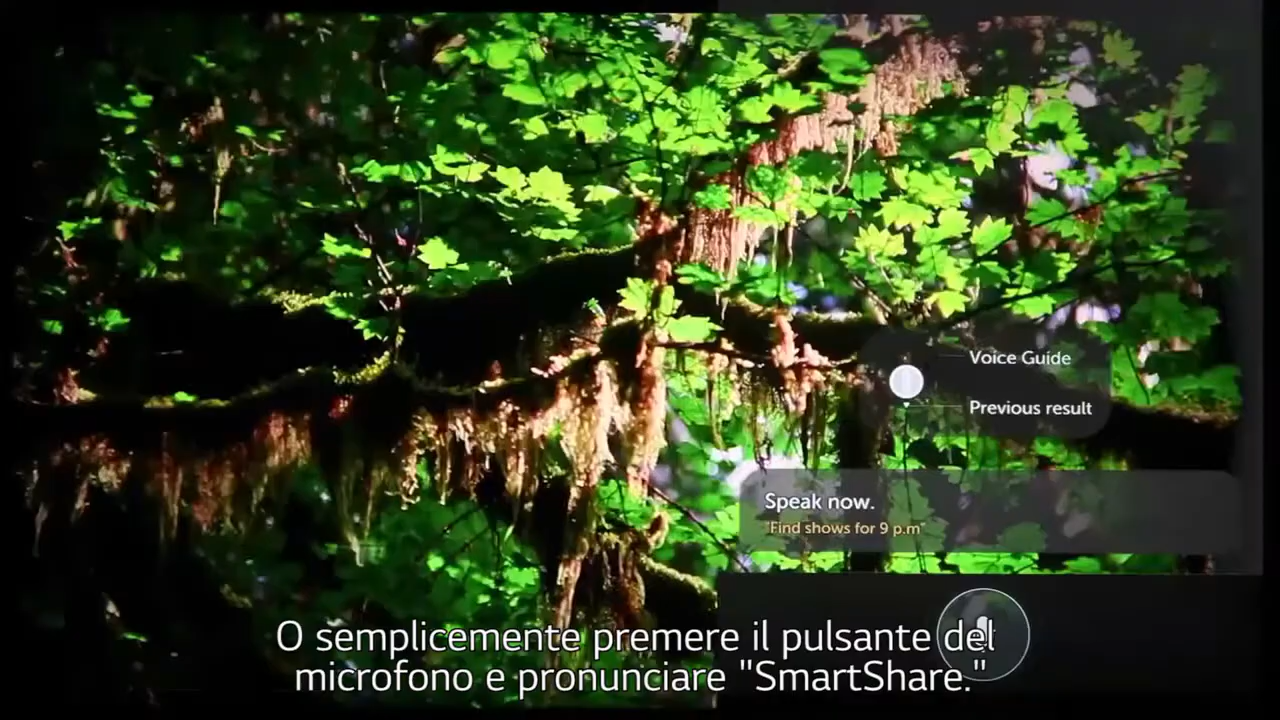 Voice Guide
Previous result
Speak now.
"Find shows for 9 p.m"
O semplicemente premere il pulsante del
microfono e pronunciare "SmartShare."